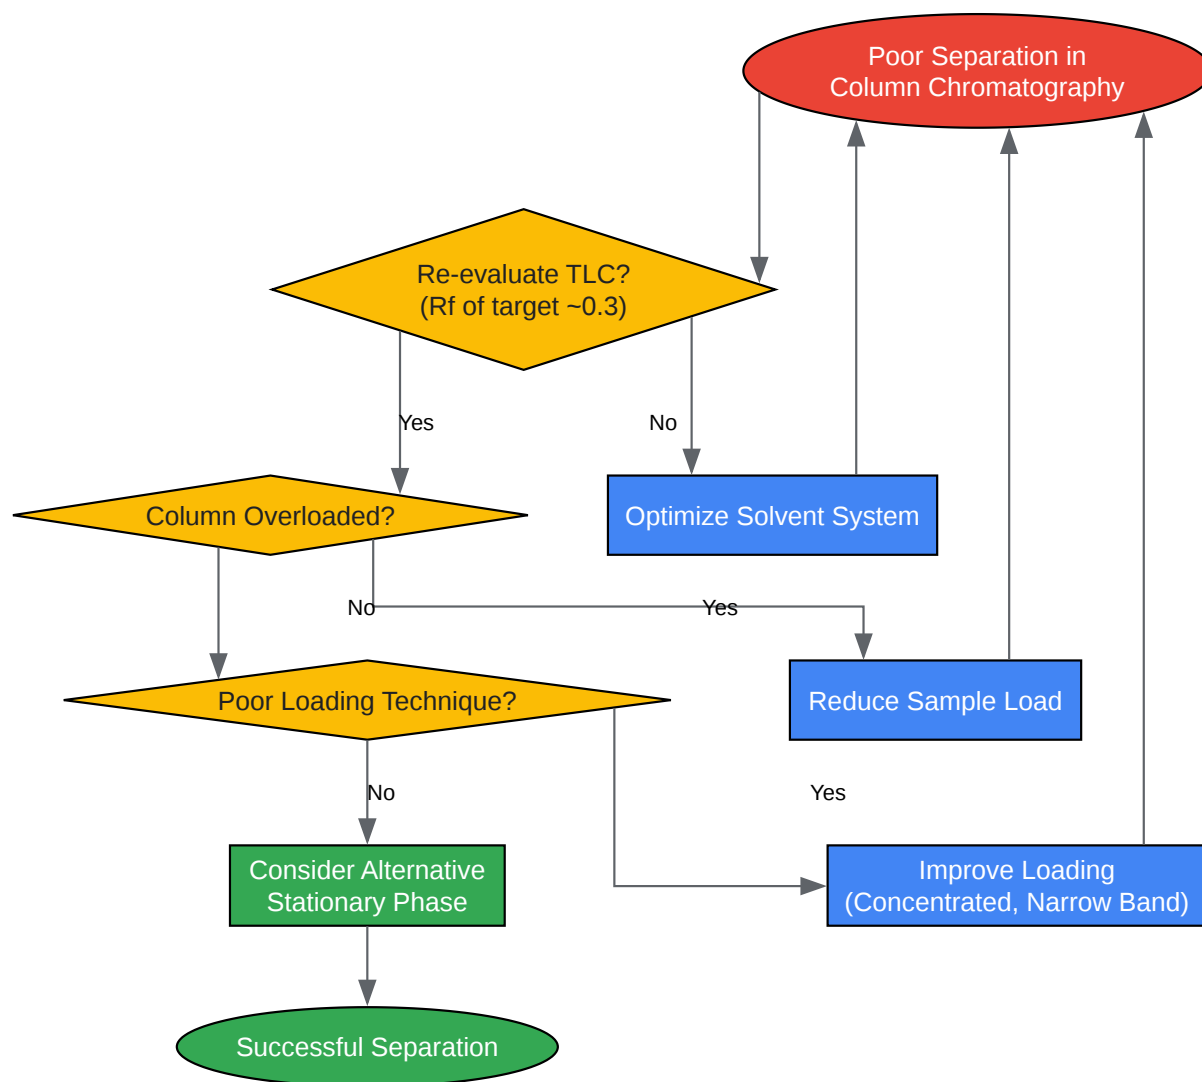 Poor Separation in
Column Chromatography
Re-evaluate TLC?
(Rf of target ~0.3)
Yes
No
Column Overloaded?
Optimize Solvent System
No
Yes
Poor Loading Technique?
Reduce Sample Load
No
Yes
Consider Alternative
Stationary Phase
Improve Loading
(Concentrated, Narrow Band)
Successful Separation